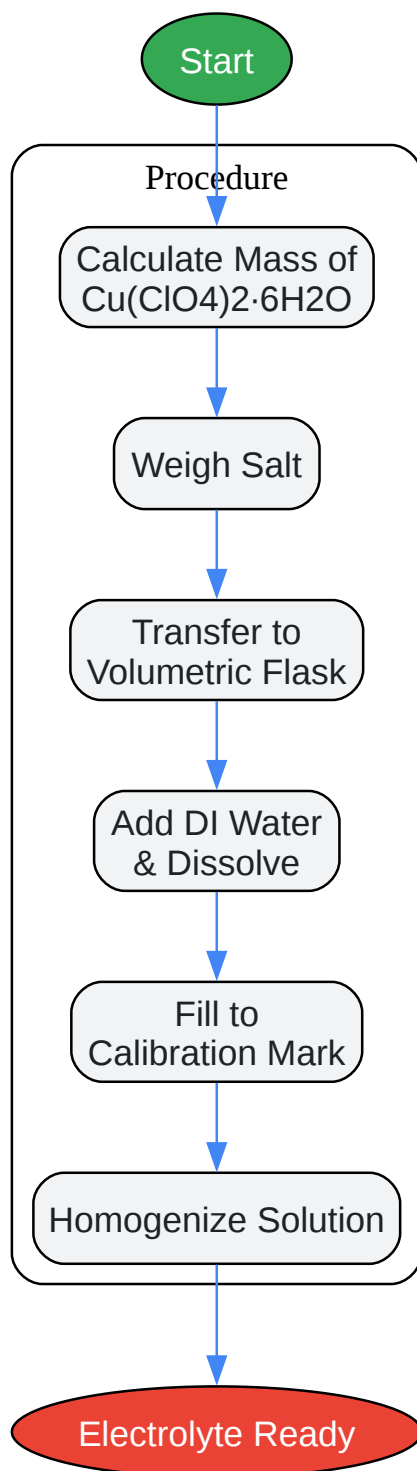 Start
Procedure
Calculate Mass of
Cu(ClO4)2·6H2O
Weigh Salt
Transfer to
Volumetric Flask
Add DI Water
& Dissolve
Fill to
Calibration Mark
Homogenize Solution
Electrolyte Ready